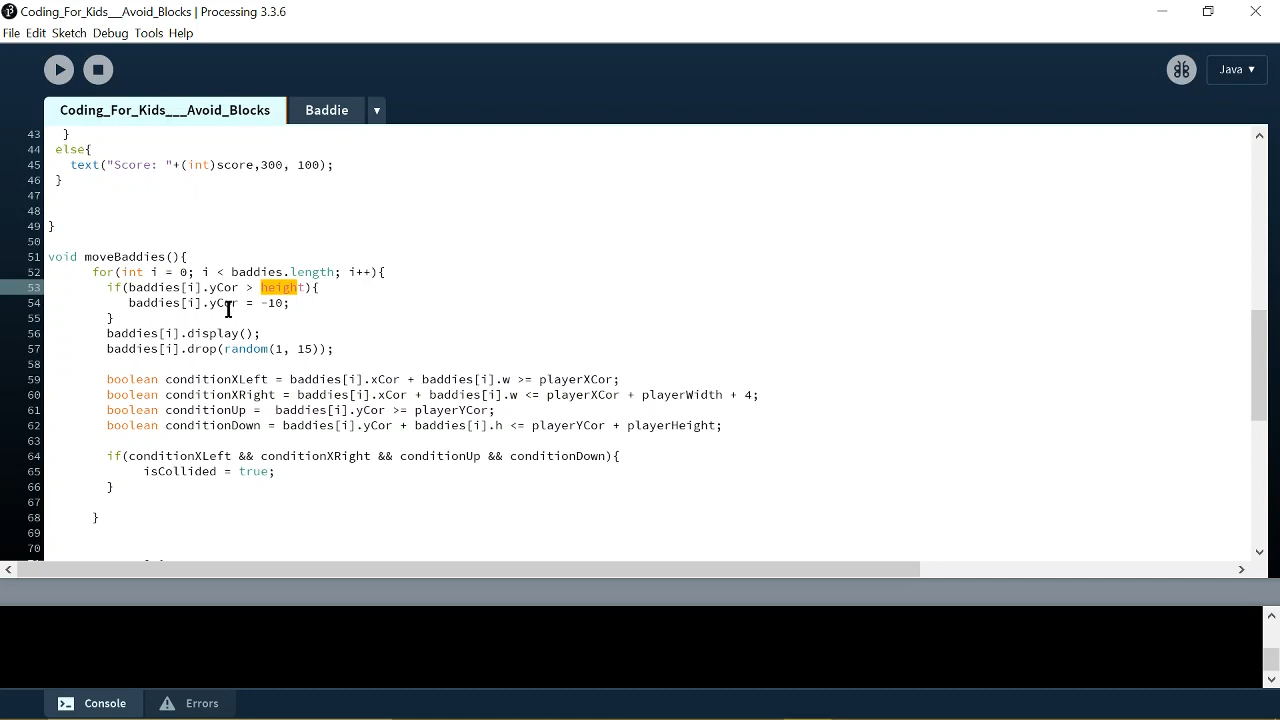 Coding_For_Kids___Avoid_Blocks | Processing 3.3.6
File Edit Sketch Debug Tools Help
Java ▼
Coding_For_Kids___Avoid_Blocks Baddie ▼
43 }
44 else{
45 text("Score: "+(int)score,300, 100);
46 }
47
48
49 }
50
51 void moveBaddies(){
52 for(int i = 0; i < baddies.length; i++){
53 if(baddies[i].yCor > height){
54 baddies[i].yCor = -10;
55 }
56 baddies[i].display();
57 baddies[i].drop(random(1, 15));
58
59 boolean conditionXLeft = baddies[i].xCor + baddies[i].w >= playerXCor;
60 boolean conditionXRight = baddies[i].xCor + baddies[i].w <= playerXCor + playerWidth + 4;
61 boolean conditionUp =  baddies[i].yCor >= playerYCor;
62 boolean conditionDown = baddies[i].yCor + baddies[i].h <= playerYCor + playerHeight;
63
64 if(conditionXLeft && conditionXRight && conditionUp && conditionDown){
65 isCollided = true;
66 }
67
68 }
69
70
Console Errors